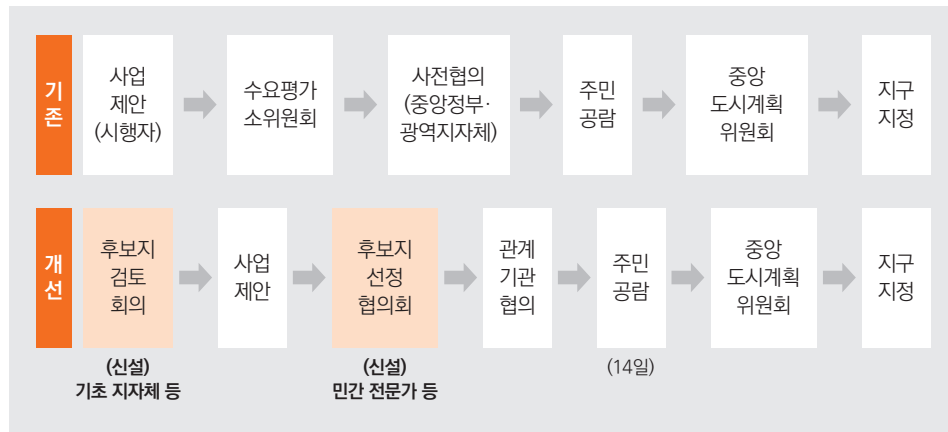 기존
사업
제안
(시행자)
수요평가
소위원회
사전협의
(중앙정부·
광역지자체)
주민
공람
중앙
도시계획
위원회
지구
지정
개선
후보지
검토
회의
사업
제안
후보지
선정
협의회
관계
기관
협의
주민
공람
중앙
도시계획
위원회
지구
지정
(신설)
기초 지자체 등
(신설)
민간 전문가 등
(14일)